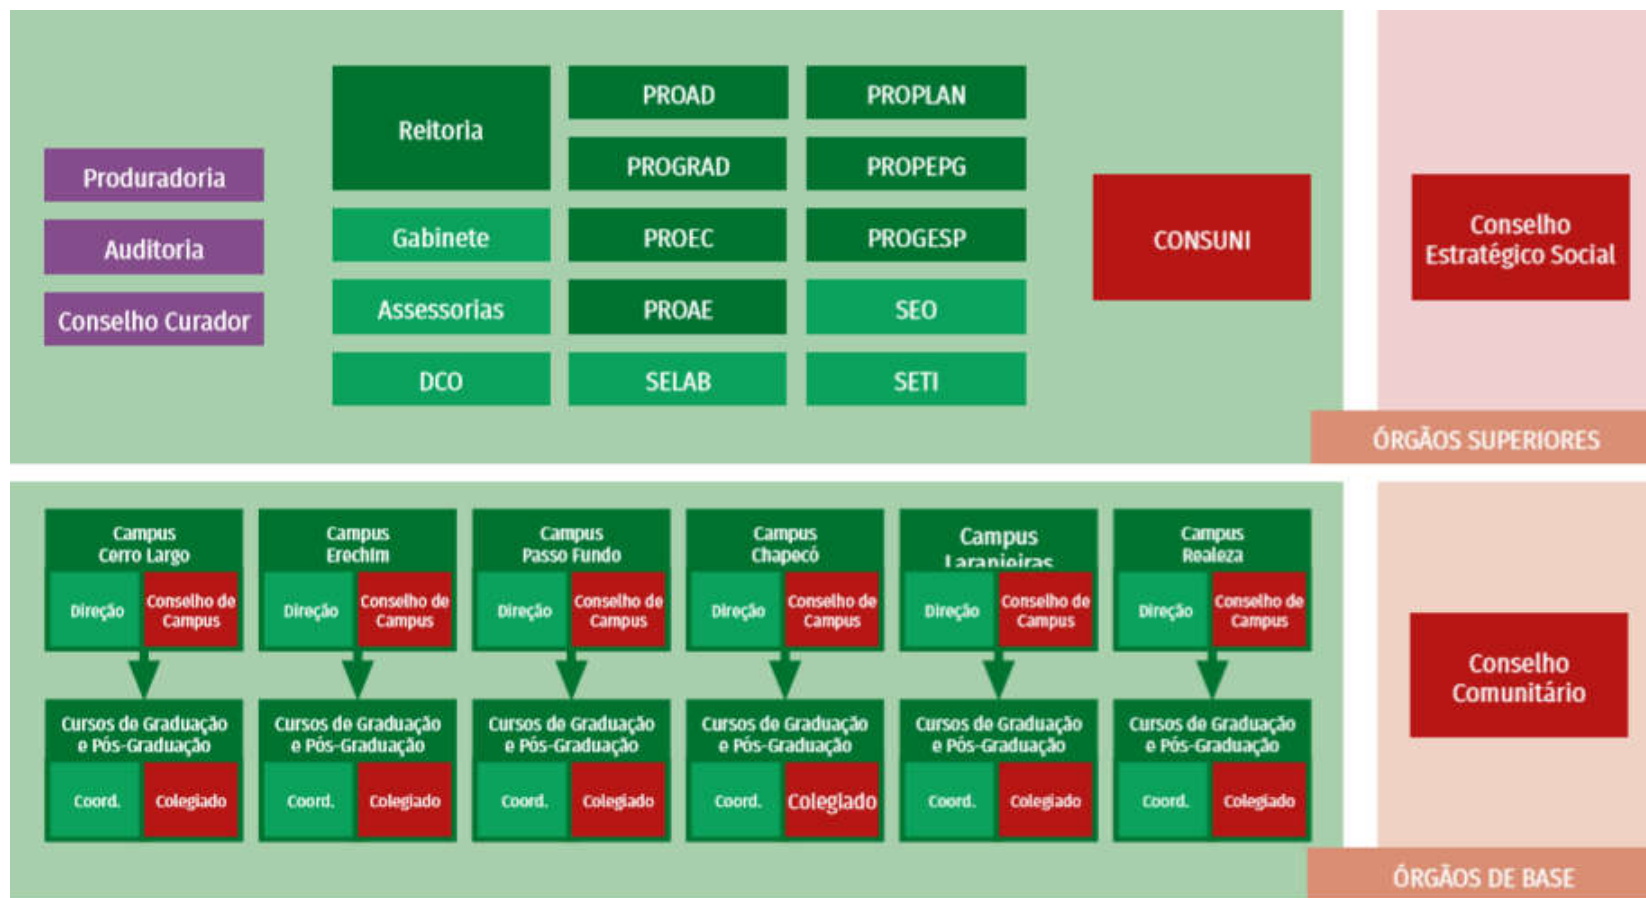 Produradoria
Auditoria
Conselho Curador
Reitoria
Gabinete
Assessorias
DCO
PROAD
PROGRAD
PROEC
PROAE
SELAB
PROPLAN
PROPEPG
PROGESP
SEO
SETI
CONSUNI
Conselho
Estratégico Social
ÓRGÃOS SUPERIORES
Campus
Cerro Largo
Direção
Conselho de
Campus
Cursos de Graduação
e Pós-Graduação
Coord.
Colegiado
Campus
Erechim
Direção
Conselho de
Campus
Cursos de Graduação
e Pós-Graduação
Coord.
Colegiado
Campus
Passo Fundo
Direção
Conselho de
Campus
Cursos de Graduação
e Pós-Graduação
Coord.
Colegiado
Campus
Chapecó
Direção
Conselho de
Campus
Cursos de Graduação
e Pós-Graduação
Coord.
Colegiado
Campus
Laranjeiras
Direção
Conselho de
Campus
Cursos de Graduação
e Pós-Graduação
Coord.
Colegiado
Campus
Realeza
Direção
Conselho de
Campus
Cursos de Graduação
e Pós-Graduação
Coord.
Colegiado
Conselho
Comunitário
ÓRGÃOS DE BASE